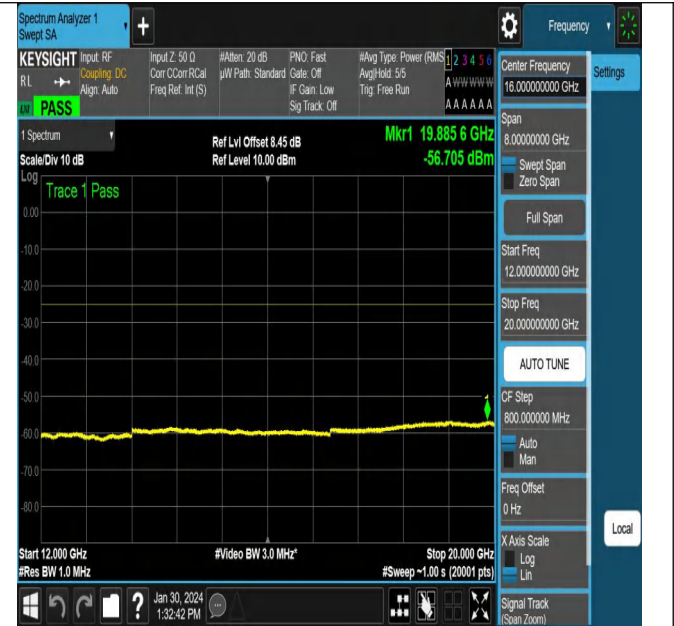 Spectrum Analyzer 1
Swept SA
+
Frequency
KEYSIGHT
RL
LXI
PASS
Input: RF
Coupling: DC
Align: Auto
Input Z: 50 Ω
Corr CCorr RCal
Freq Ref: Int (S)
#Atten: 20 dB
µW Path: Standard
PNO: Fast
Gate: Off
IF Gain: Low
Sig Track: Off
#Avg Type: Power (RMS
Avg|Hold: 5/5
Trig: Free Run
1 2 3 4 5 6
A W W W W W
A A A A A A
1 Spectrum
Scale/Div 10 dB
Log
Ref Lvl Offset 8.45 dB
Ref Level 10.00 dBm
Mkr1 19.885 6 GHz
-56.705 dBm
Trace 1 Pass
0.00
-10.0
-20.0
-30.0
-40.0
-50.0
-60.0
-70.0
-80.0
1
Start 12.000 GHz
#Res BW 1.0 MHz
#Video BW 3.0 MHz*
Stop 20.000 GHz
#Sweep ~1.00 s (20001 pts)
Center Frequency
16.000000000 GHz
Settings
Span
8.00000000 GHz
Swept Span
Zero Span
Full Span
Start Freq
12.000000000 GHz
Stop Freq
20.000000000 GHz
AUTO TUNE
CF Step
800.000000 MHz
Auto
Man
Freq Offset
0 Hz
X Axis Scale
Log
Lin
Local
Signal Track
(Span Zoom)
?
Jan 30, 2024
1:32:42 PM